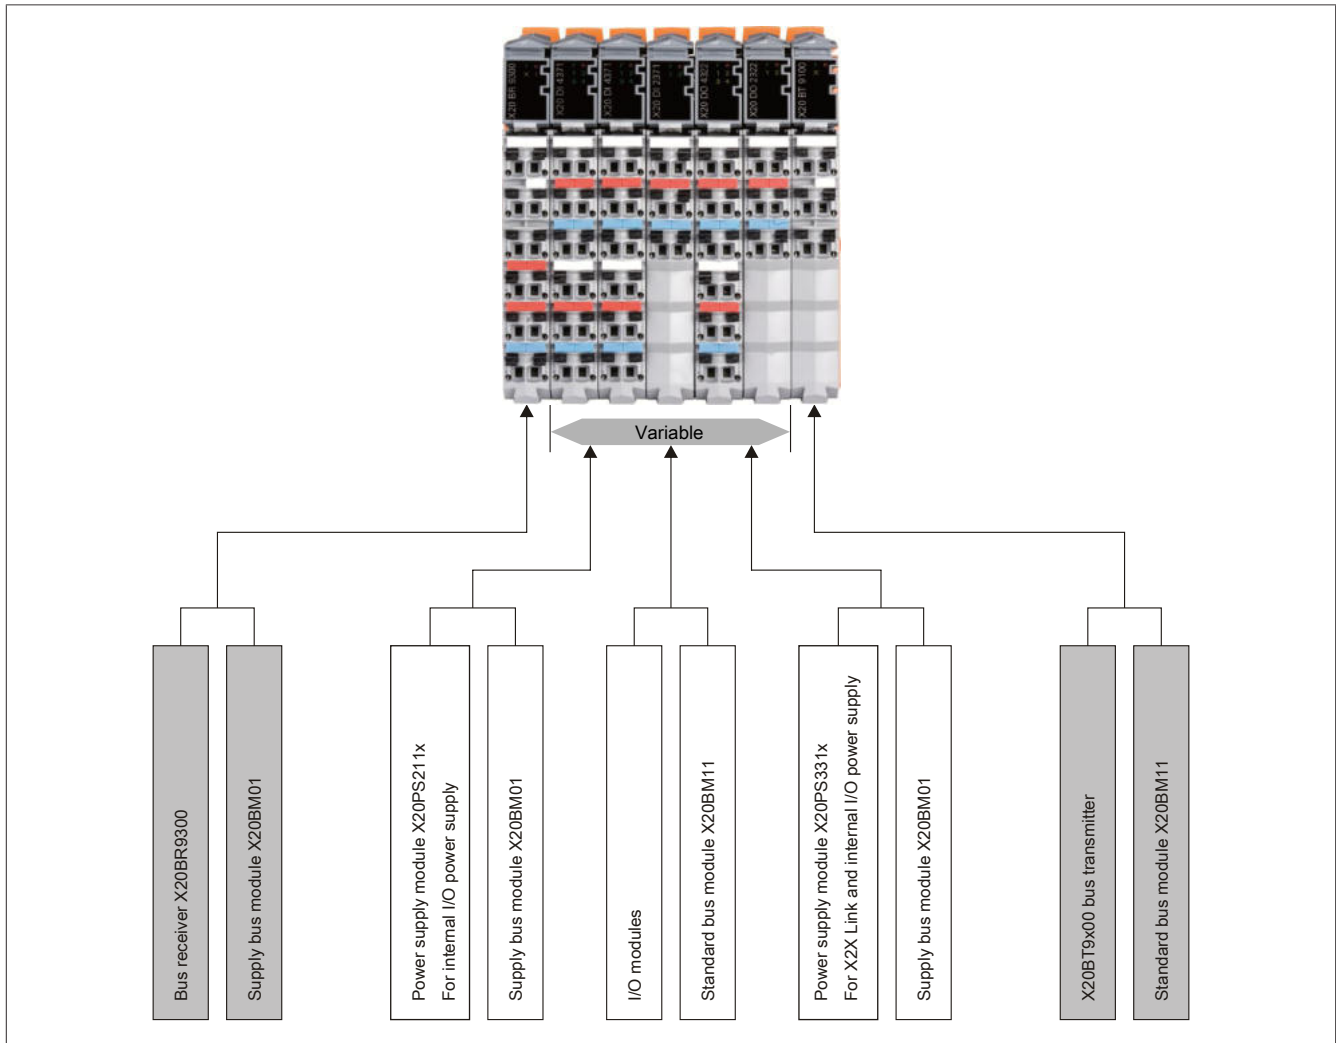 X20 BR 9300
X20 DI 4371
X20 DI 4371
X20 DI 2371
X20 DO 4322
X20 DO 2322
X20 BT 9100
Variable
Bus receiver X20BR9300
Supply bus module X20BM01
Power supply module X20PS211x
For internal I/O power supply
Supply bus module X20BM01
I/O modules
Standard bus module X20BM11
Power supply module X20PS331x
For X2X Link and internal I/O power supply
Supply bus module X20BM01
X20BT9x00 bus transmitter
Standard bus module X20BM11